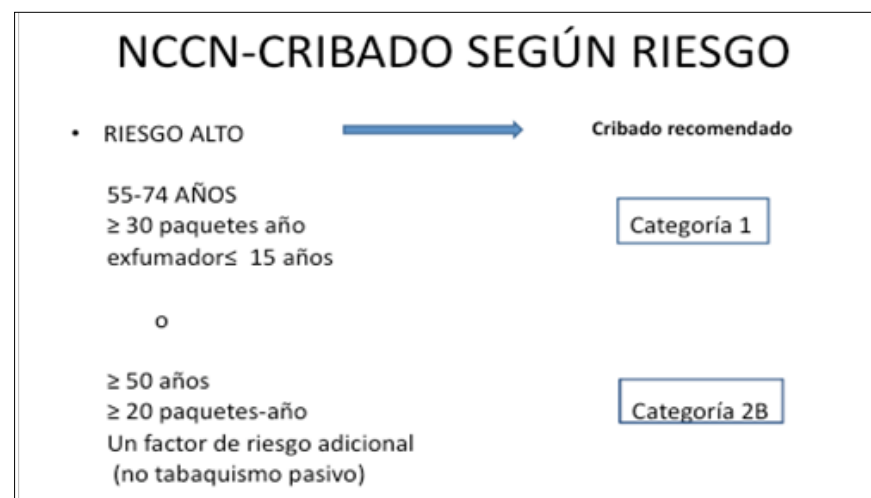 NCCN-CRIBADO SEGÚN RIESGO
• RIESGO ALTO
Cribado recomendado
55-74 AÑOS
≥ 30 paquetes año
Categoría 1
exfumador≤ 15 años
o
≥ 50 años
≥ 20 paquetes-año
Categoría 2B
Un factor de riesgo adicional
(no tabaquismo pasivo)